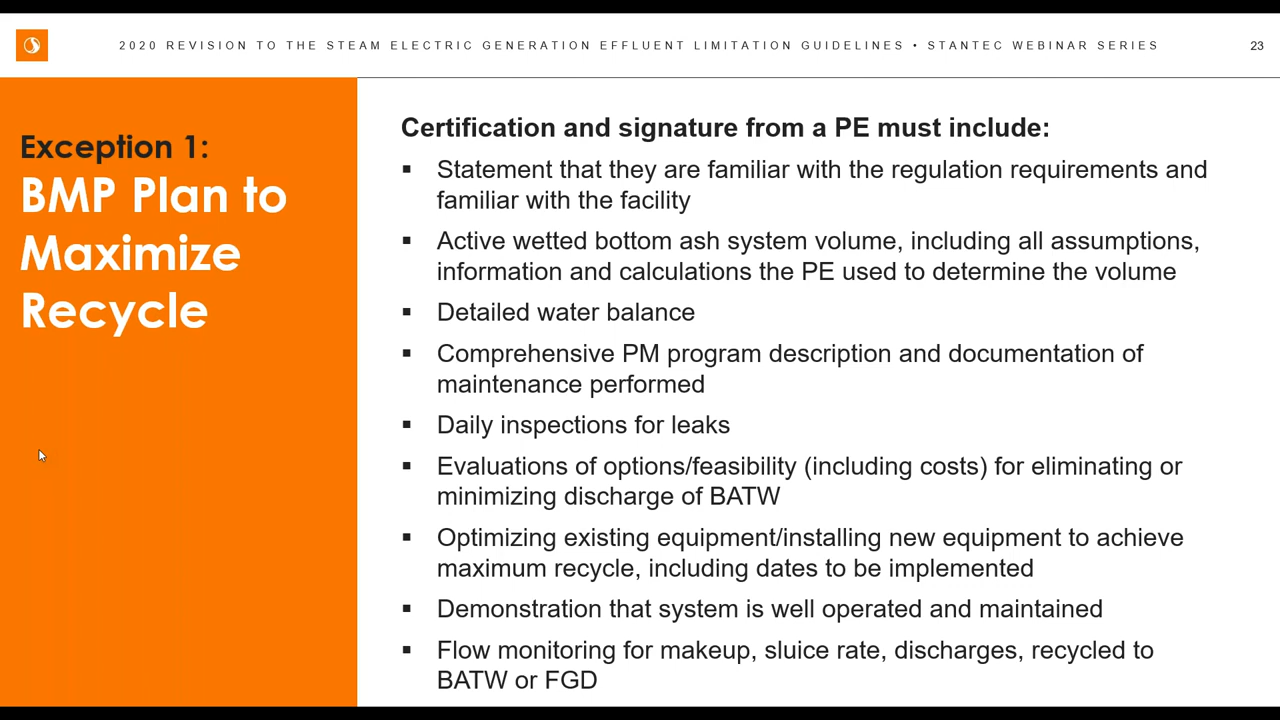 2020 REVISION TO THE STEAM ELECTRIC GENERATION EFFLUENT LIMITATION GUIDELINES • STANTEC WEBINAR SERIES
23
Exception 1:
BMP Plan to
Maximize
Recycle
Certification and signature from a PE must include:
▪ Statement that they are familiar with the regulation requirements and
familiar with the facility
▪ Active wetted bottom ash system volume, including all assumptions,
information and calculations the PE used to determine the volume
▪ Detailed water balance
▪ Comprehensive PM program description and documentation of
maintenance performed
▪ Daily inspections for leaks
▪ Evaluations of options/feasibility (including costs) for eliminating or
minimizing discharge of BATW
▪ Optimizing existing equipment/installing new equipment to achieve
maximum recycle, including dates to be implemented
▪ Demonstration that system is well operated and maintained
▪ Flow monitoring for makeup, sluice rate, discharges, recycled to
BATW or FGD